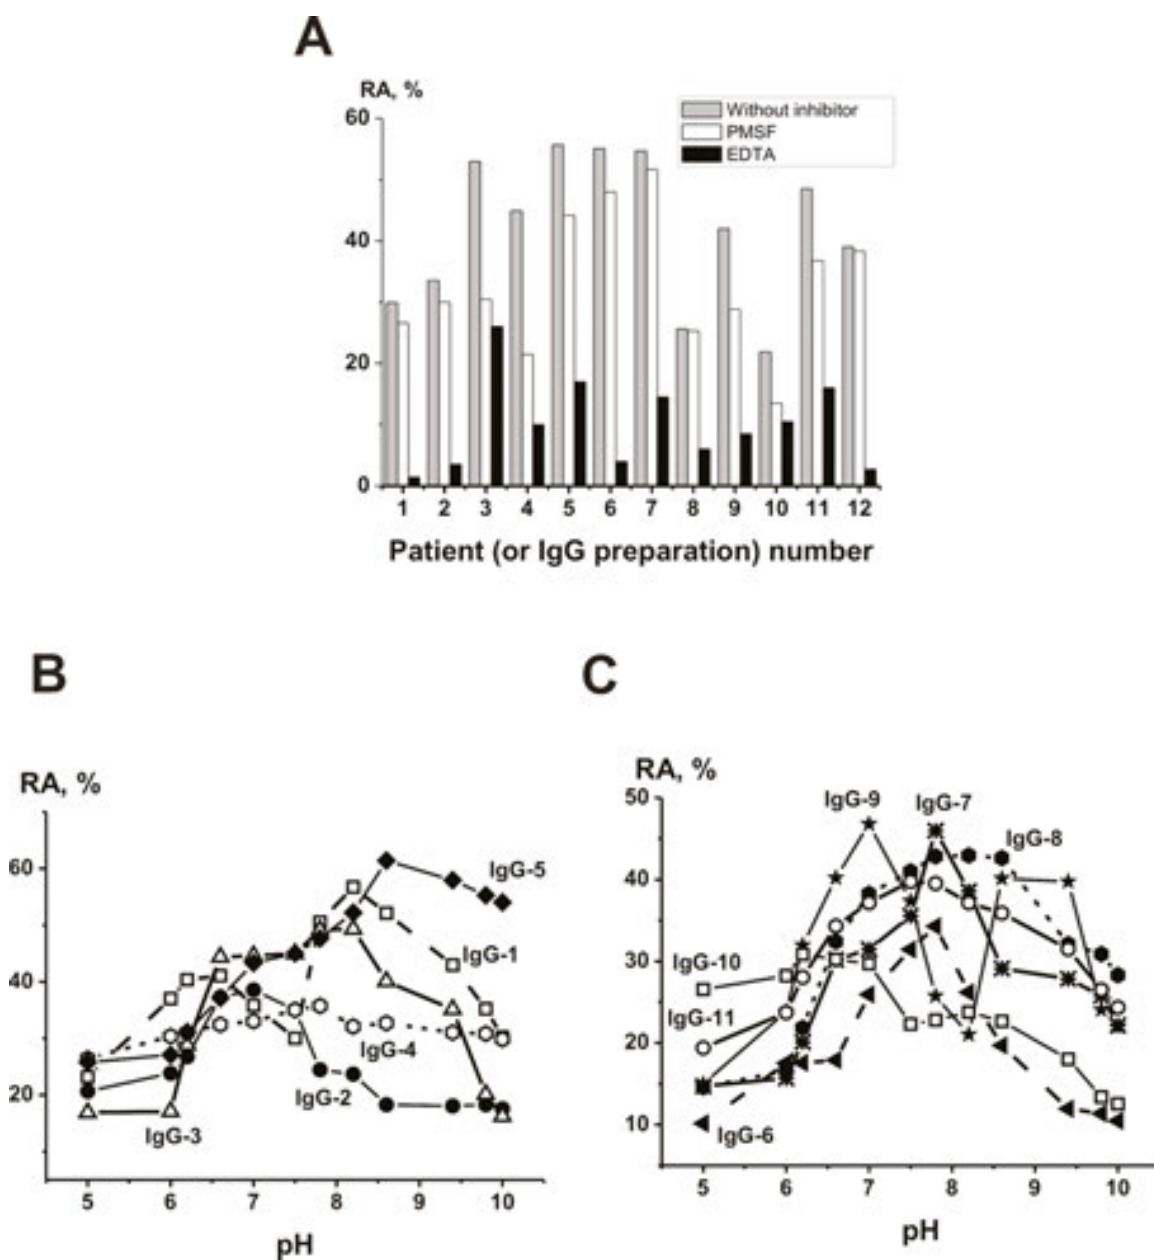 A
RA, %
60
40
20
0
Without inhibitor
PMSF
EDTA
1 2 3 4 5 6 7 8 9 10 11 12
Patient (or IgG preparation) number
B
RA, %
60
40
20
IgG-5
IgG-1
IgG-4
IgG-2
IgG-3
5 6 7 8 9 10
pH
C
RA, %
50
40
30
20
10
IgG-9
IgG-7
IgG-8
IgG-10
IgG-11
IgG-6
5 6 7 8 9 10
pH